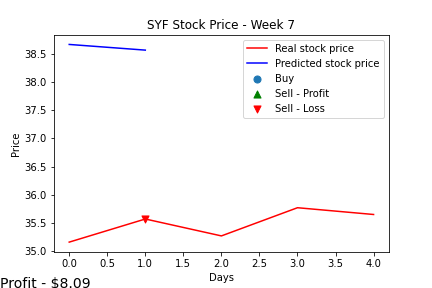 SYF Stock Price - Week 7
Real stock price
Predicted stock price
Buy
Sell - Profit
Sell - Loss
Price
38.5
38.0
37.5
37.0
36.5
36.0
35.5
35.0
0.0 0.5 1.0 1.5 2.0 2.5 3.0 3.5 4.0
Days
Profit - $8.09